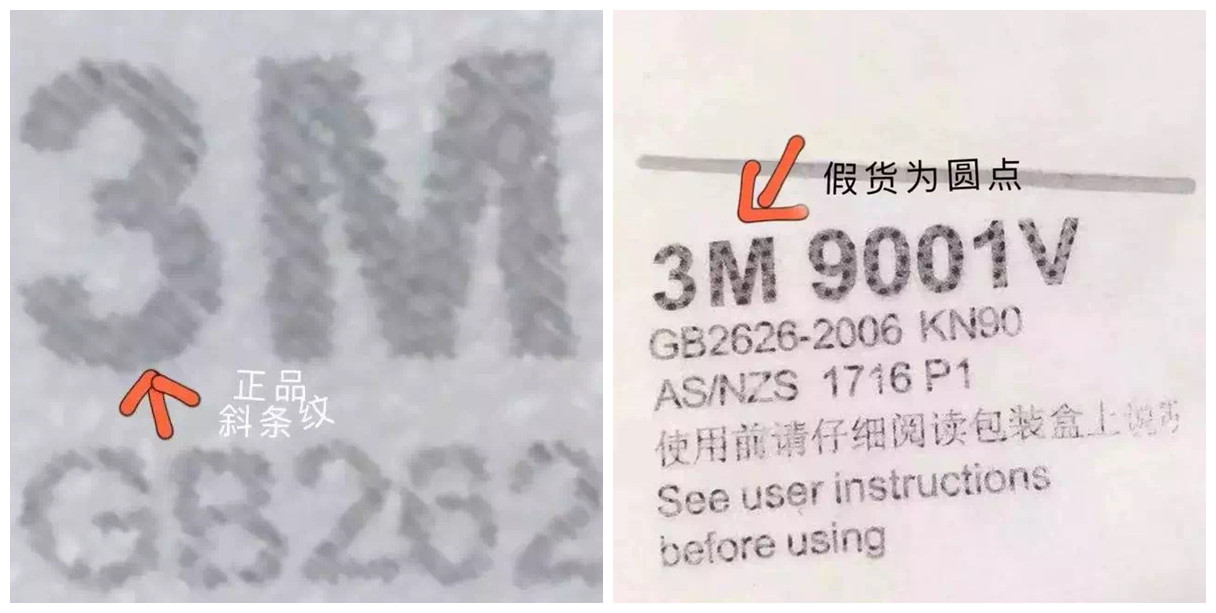 3M
正品
斜条纹
GB262
假货为圆点
3M 9001V
GB2626-2006 KN90
AS/NZS 1716 P1
使用前请仔细阅读包装盒上说
See user instructions
before using